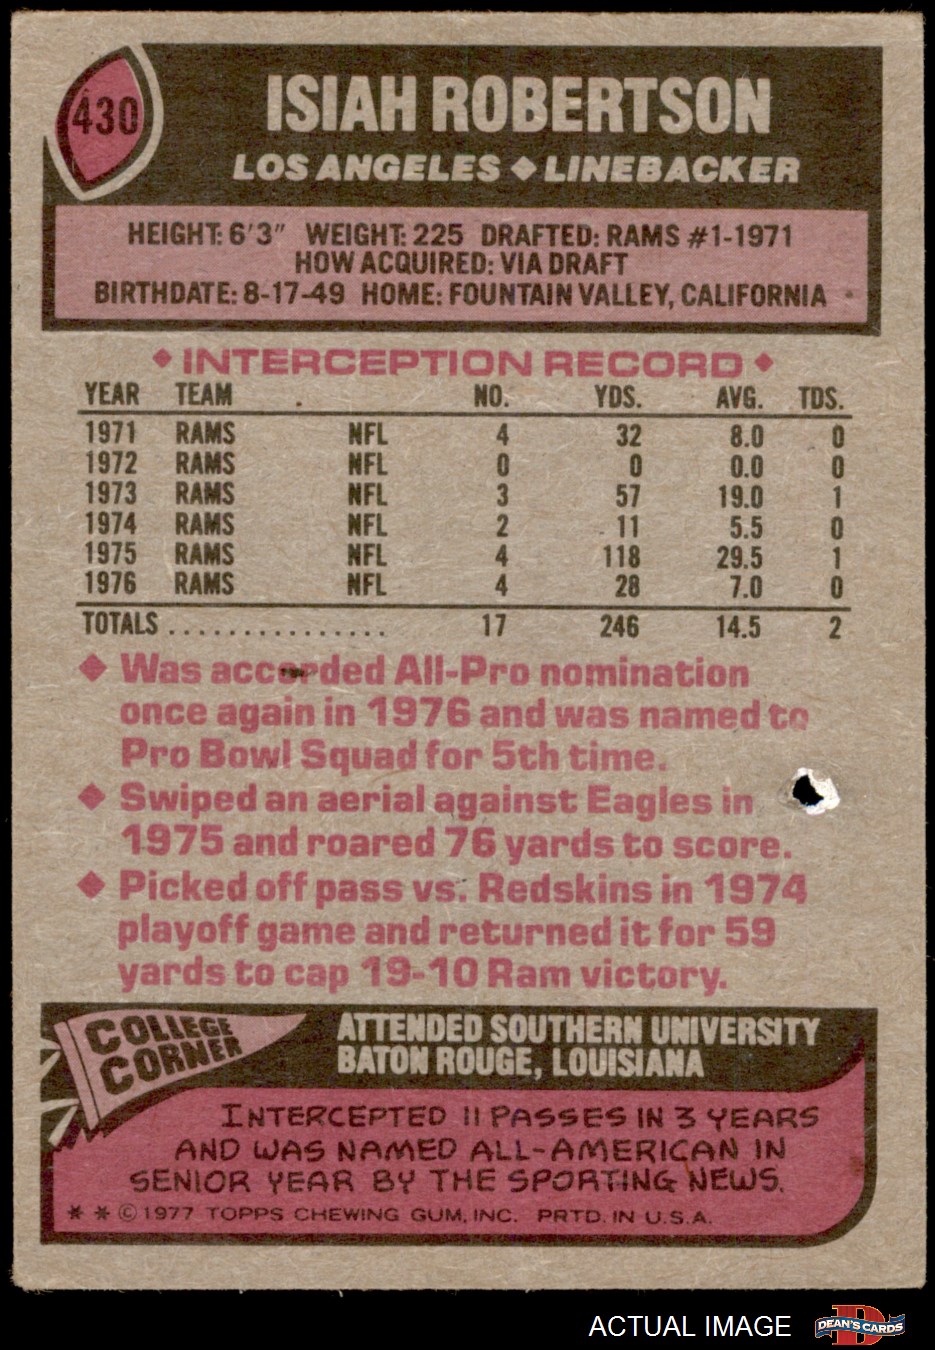 430
ISIAH ROBERTSON
LOS ANGELES ◆ LINEBACKER
HEIGHT: 6'3" WEIGHT: 225 DRAFTED: RAMS #1-1971
HOW ACQUIRED: VIA DRAFT
BIRTHDATE: 8-17-49 HOME: FOUNTAIN VALLEY, CALIFORNIA
◆ INTERCEPTION RECORD ◆
YEAR TEAM NO. YDS. AVG. TDS.
1971 RAMS NFL 4 32 8.0 0
1972 RAMS NFL 0 0 0.0 0
1973 RAMS NFL 3 57 19.0 1
1974 RAMS NFL 2 11 5.5 0
1975 RAMS NFL 4 118 29.5 1
1976 RAMS NFL 4 28 7.0 0
TOTALS ............... 17 246 14.5 2
◆ Was accorded All-Pro nomination
once again in 1976 and was named to
Pro Bowl Squad for 5th time.
◆ Swiped an aerial against Eagles in
1975 and roared 76 yards to score.
◆ Picked off pass vs. Redskins in 1974
playoff game and returned it for 59
yards to cap 19-10 Ram victory.
COLLEGE
CORNER
ATTENDED SOUTHERN UNIVERSITY
BATON ROUGE, LOUISIANA
INTERCEPTED 11 PASSES IN 3 YEARS
AND WAS NAMED ALL-AMERICAN IN
SENIOR YEAR BY THE SPORTING NEWS.
* * © 1977 TOPPS CHEWING GUM, INC. PRTD. IN U.S.A.
ACTUAL IMAGE
D
DEAN'S CARDS